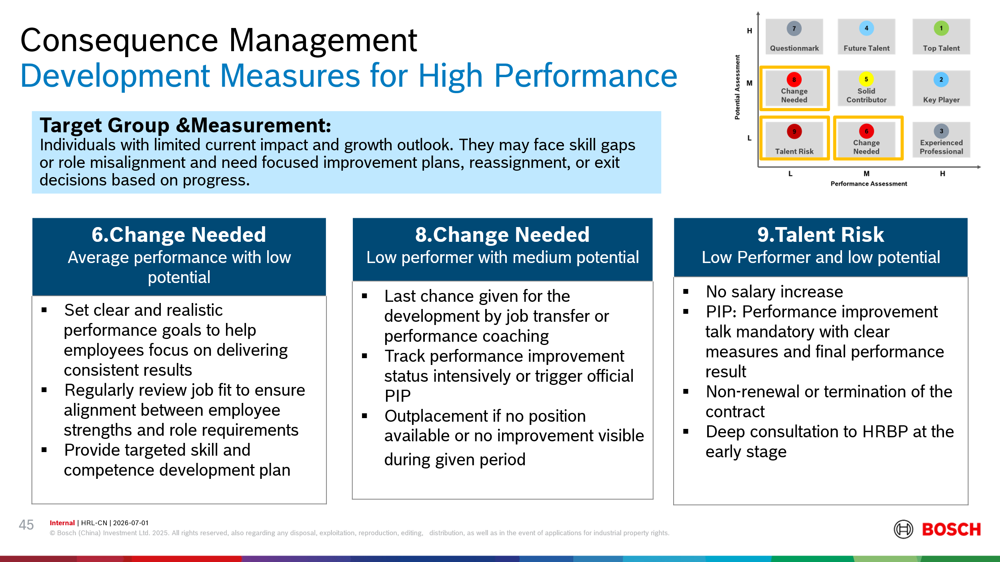 Consequence Management
Development Measures for High Performance
Target Group &Measurement:
Individuals with limited current impact and growth outlook. They may face skill gaps
or role misalignment and need focused improvement plans, reassignment, or exit
decisions based on progress.
Potential Assessment
H
7
Questionmark
4
Future Talent
1
Top Talent
M
8
Change
Needed
5
Solid
Contributor
2
Key Player
L
9
Talent Risk
6
Change
Needed
3
Experienced
Professional
L
M
H
Performance Assessment
6.Change Needed
Average performance with low
potential
▪ Set clear and realistic
performance goals to help
employees focus on delivering
consistent results
▪ Regularly review job fit to ensure
alignment between employee
strengths and role requirements
▪ Provide targeted skill and
competence development plan
8.Change Needed
Low performer with medium potential
▪ Last chance given for the
development by job transfer or
performance coaching
▪ Track performance improvement
status intensively or trigger official
PIP
▪ Outplacement if no position
available or no improvement visible
during given period
9.Talent Risk
Low Performer and low potential
▪ No salary increase
▪ PIP: Performance improvement
talk mandatory with clear
measures and final performance
result
▪ Non-renewal or termination of the
contract
▪ Deep consultation to HRBP at the
early stage
45
Internal | HRL-CN | 2026-07-01
© Bosch (China) Investment Ltd. 2025. All rights reserved, also regarding any disposal, exploitation, reproduction, editing, distribution, as well as in the event of applications for industrial property rights.
BOSCH